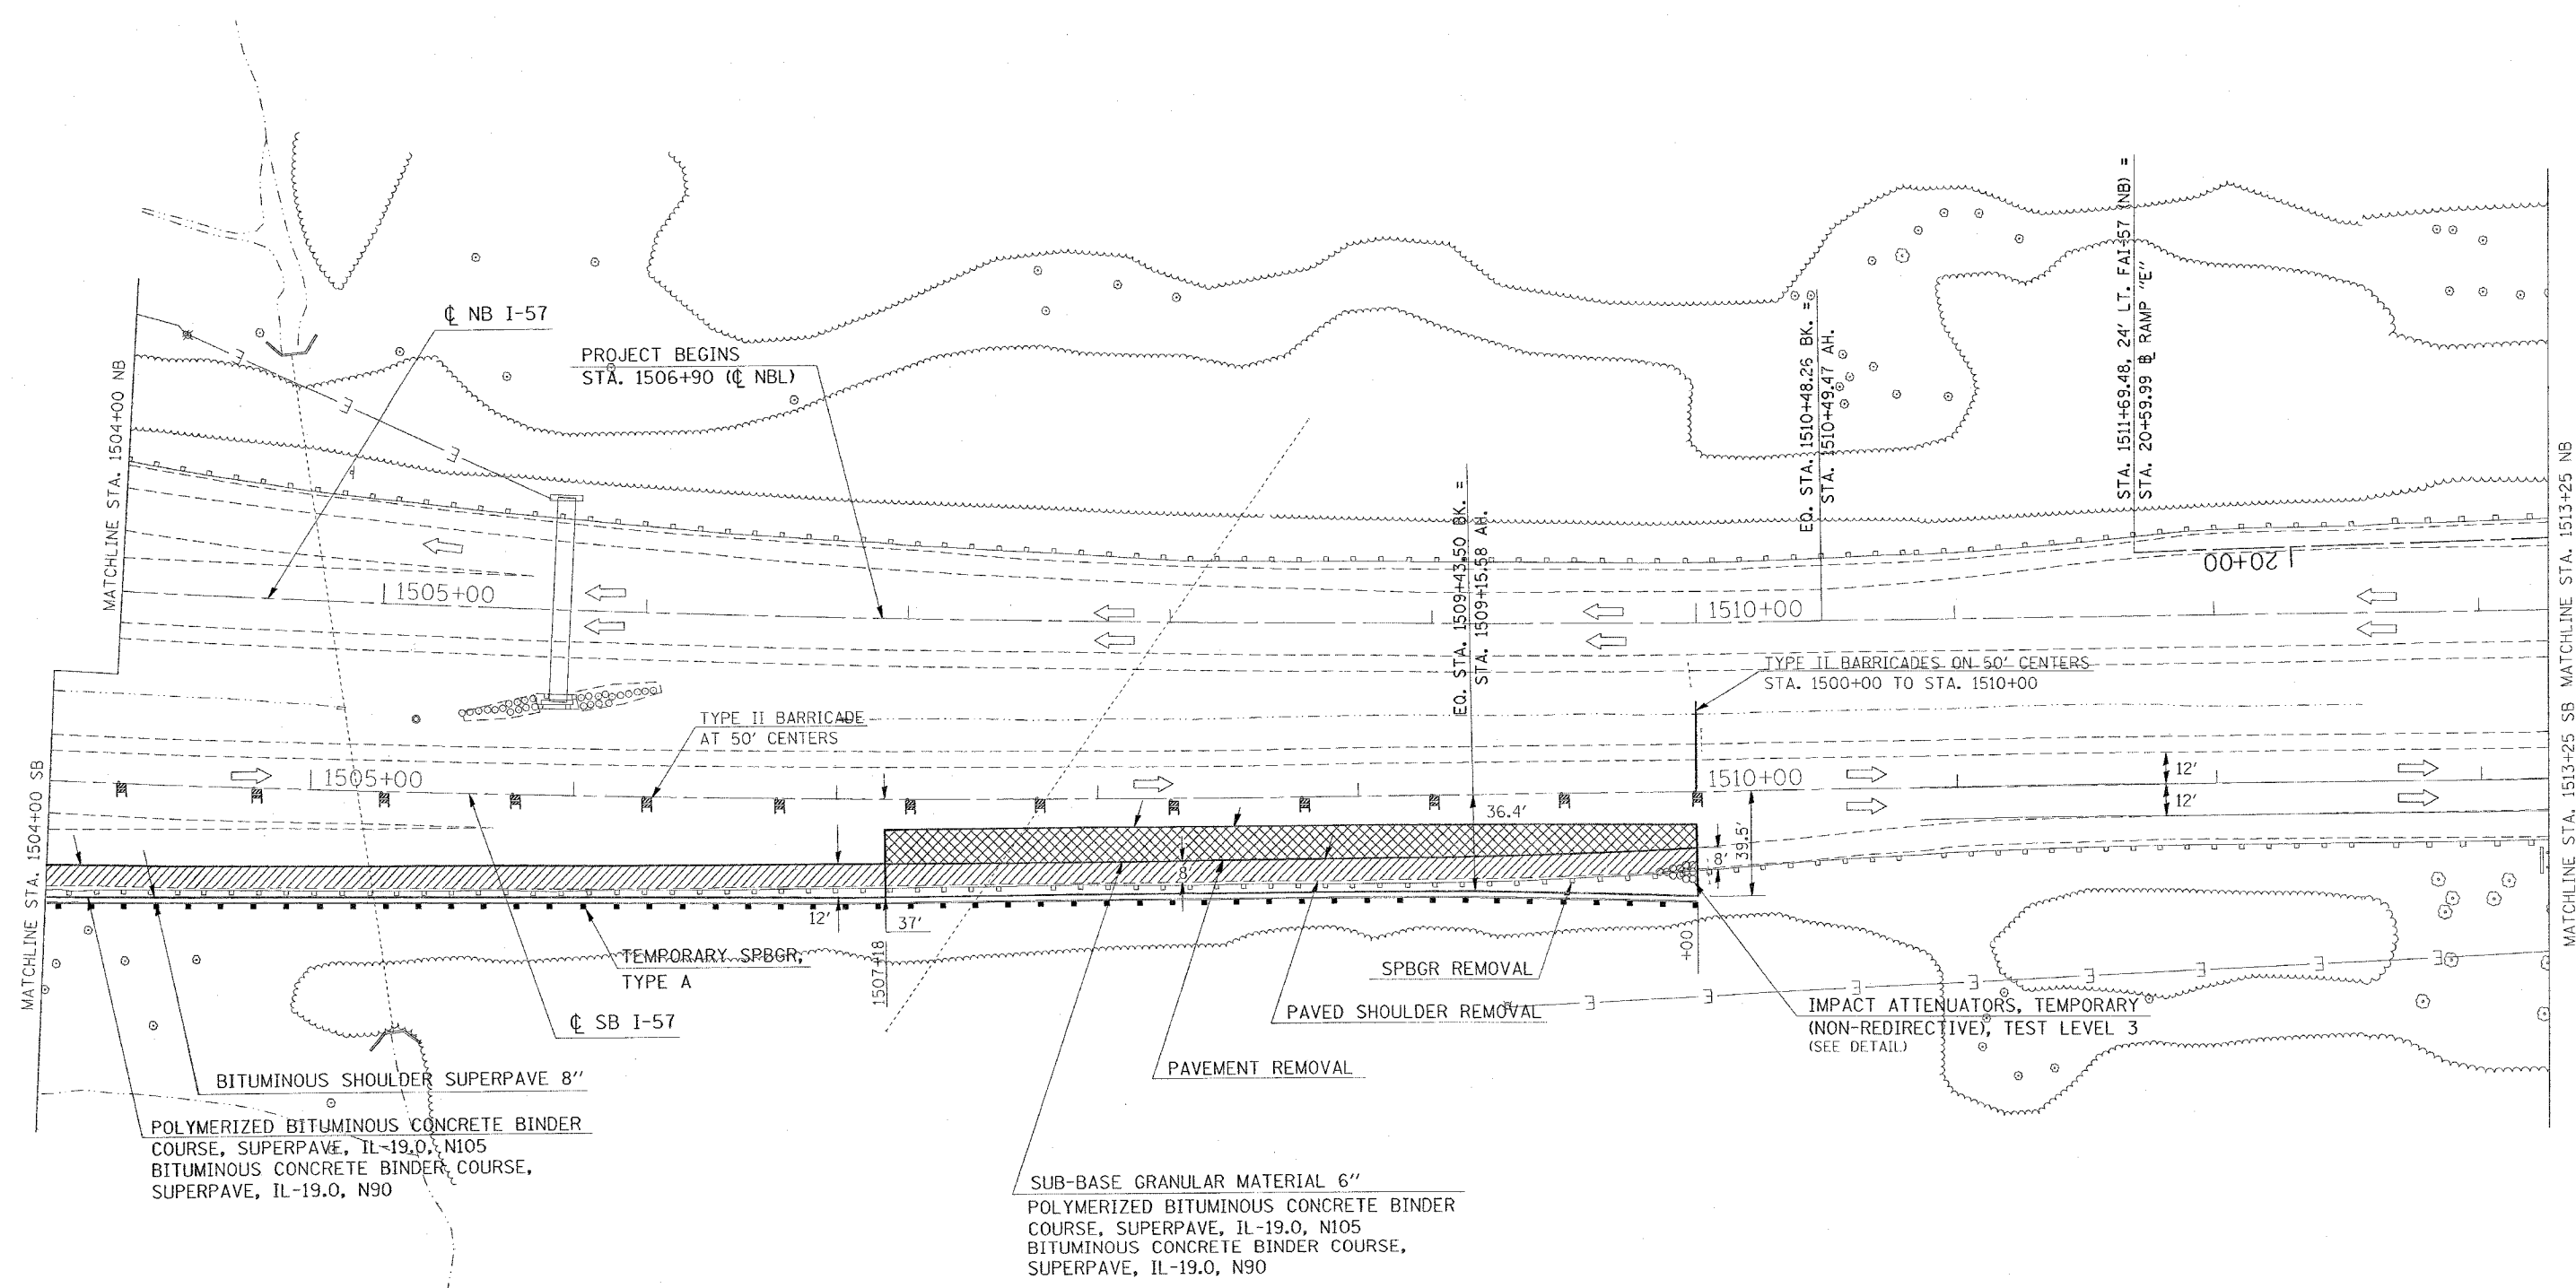 ℄ NB I-57
PROJECT BEGINS
STA. 1506+90 (℄ NBL)
MATCHLINE STA. 1504+00 NB
EQ. STA. 1509+43.50 BK. =
STA. 1509+15.58 AH.
EQ. STA. 1510+48.26 BK. =
STA. 1510+49.47 AH.
STA. 1511+69.48, 24' LT. FAI-57 (NB) =
STA. 20+59.99 ℄ RAMP "E"
MATCHLINE STA. 1513+25 NB
20+00
1505+00
1510+00
TYPE II BARRICADES ON 50' CENTERS
STA. 1500+00 TO STA. 1510+00
TYPE II BARRICADE
AT 50' CENTERS
MATCHLINE STA. 1504+00 SB
1505+00
1510+00
12'
12'
MATCHLINE STA. 1513+25 SB
36.4'
39.5'
8'
8'
12'
37'
1507+18
+00
TEMPORARY SPBGR,
TYPE A
℄ SB I-57
SPBGR REMOVAL
PAVED SHOULDER REMOVAL
PAVEMENT REMOVAL
IMPACT ATTENUATORS, TEMPORARY
(NON-REDIRECTIVE), TEST LEVEL 3
(SEE DETAIL)
BITUMINOUS SHOULDER SUPERPAVE 8"
POLYMERIZED BITUMINOUS CONCRETE BINDER
COURSE, SUPERPAVE, IL-19.0, N105
BITUMINOUS CONCRETE BINDER COURSE,
SUPERPAVE, IL-19.0, N90
SUB-BASE GRANULAR MATERIAL 6"
POLYMERIZED BITUMINOUS CONCRETE BINDER
COURSE, SUPERPAVE, IL-19.0, N105
BITUMINOUS CONCRETE BINDER COURSE,
SUPERPAVE, IL-19.0, N90